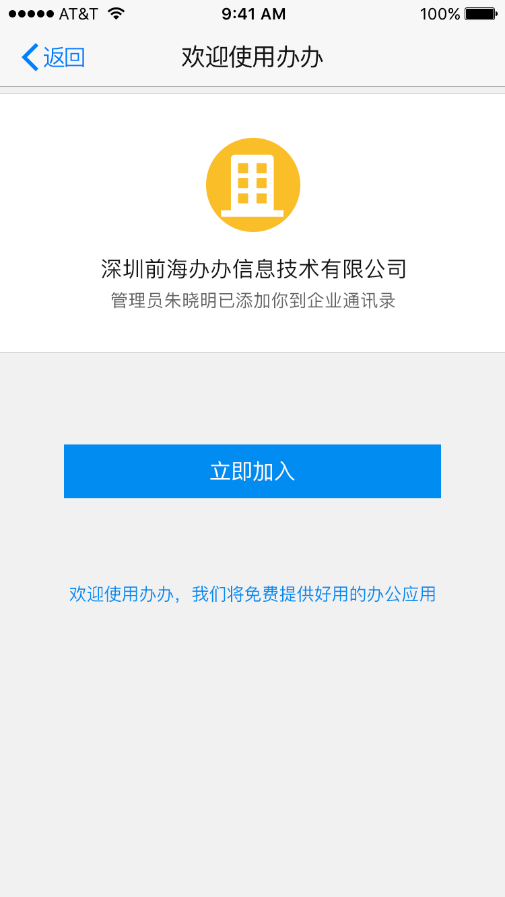 AT&T 9:41 AM 100%
返回 欢迎使用办办
深圳前海办办信息技术有限公司
管理员朱晓明已添加你到企业通讯录
立即加入
欢迎使用办办，我们将免费提供好用的办公应用